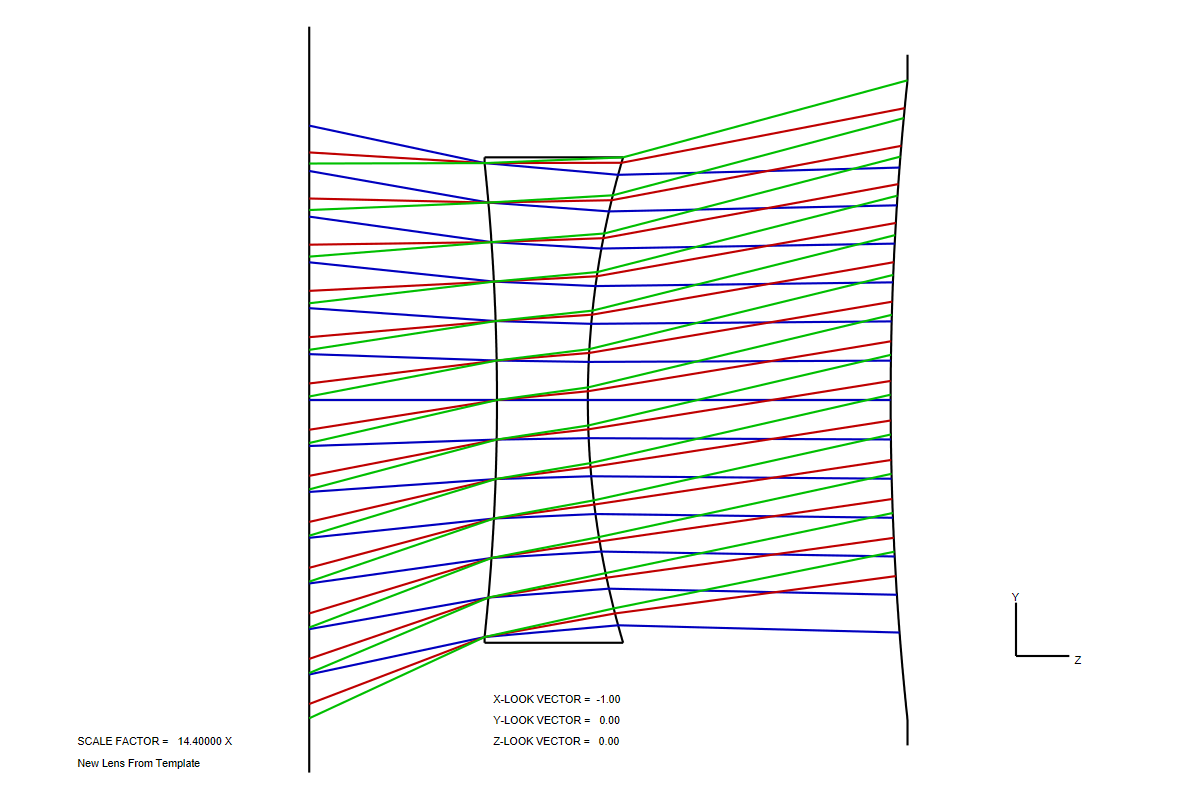 Y
Z
X-LOOK VECTOR = -1.00
Y-LOOK VECTOR = 0.00
Z-LOOK VECTOR = 0.00
SCALE FACTOR = 14.40000 X
New Lens From Template